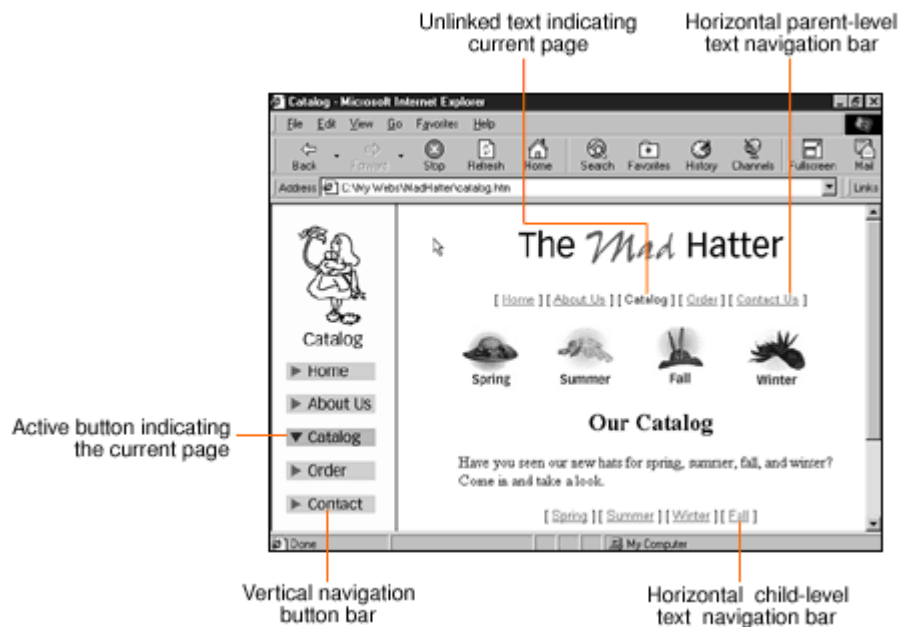 Unlinked text indicating
current page
Horizontal parent-level
text navigation bar
Catalog - Microsoft Internet Explorer
File Edit View Go Favorites Help
Back Forward Stop Refresh Home Search Favorites History Channels Fullscreen Mail
Address C:\My Webs\MadHatter\catalog.htm Links
The Mad Hatter
[ Home ] [ About Us ] [ Catalog ] [ Order ] [ Contact Us ]
Catalog
Spring Summer Fall Winter
Home
About Us
Catalog
Order
Contact
Active button indicating
the current page
Our Catalog
Have you seen our new hats for spring, summer, fall, and winter?
Come in and take a look.
[ Spring ] [ Summer ] [ Winter ] [ Fall ]
Done My Computer
Vertical navigation
button bar
Horizontal child-level
text navigation bar